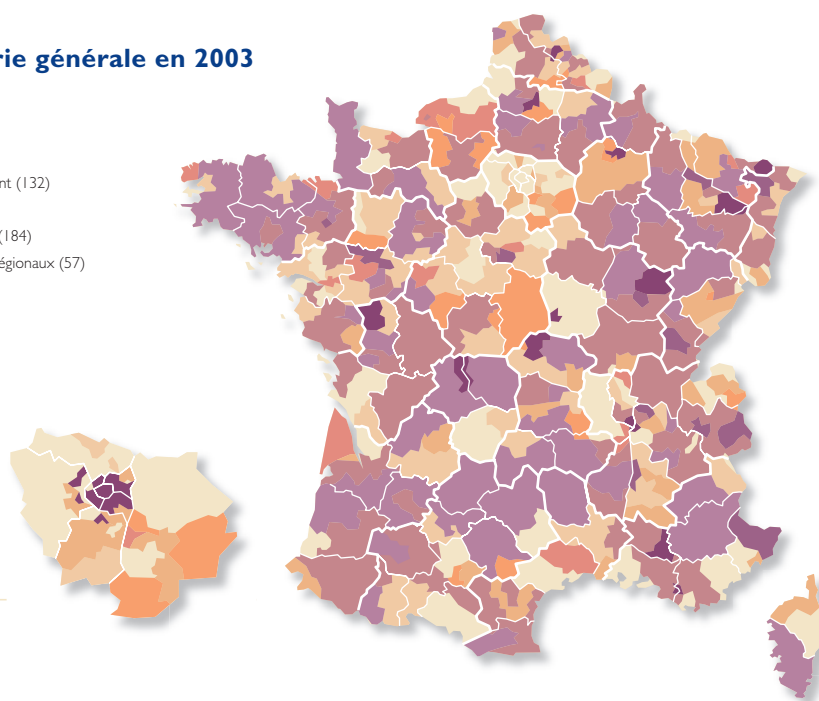 rie générale en 2003
nt (132)
(184)
égionaux (57)